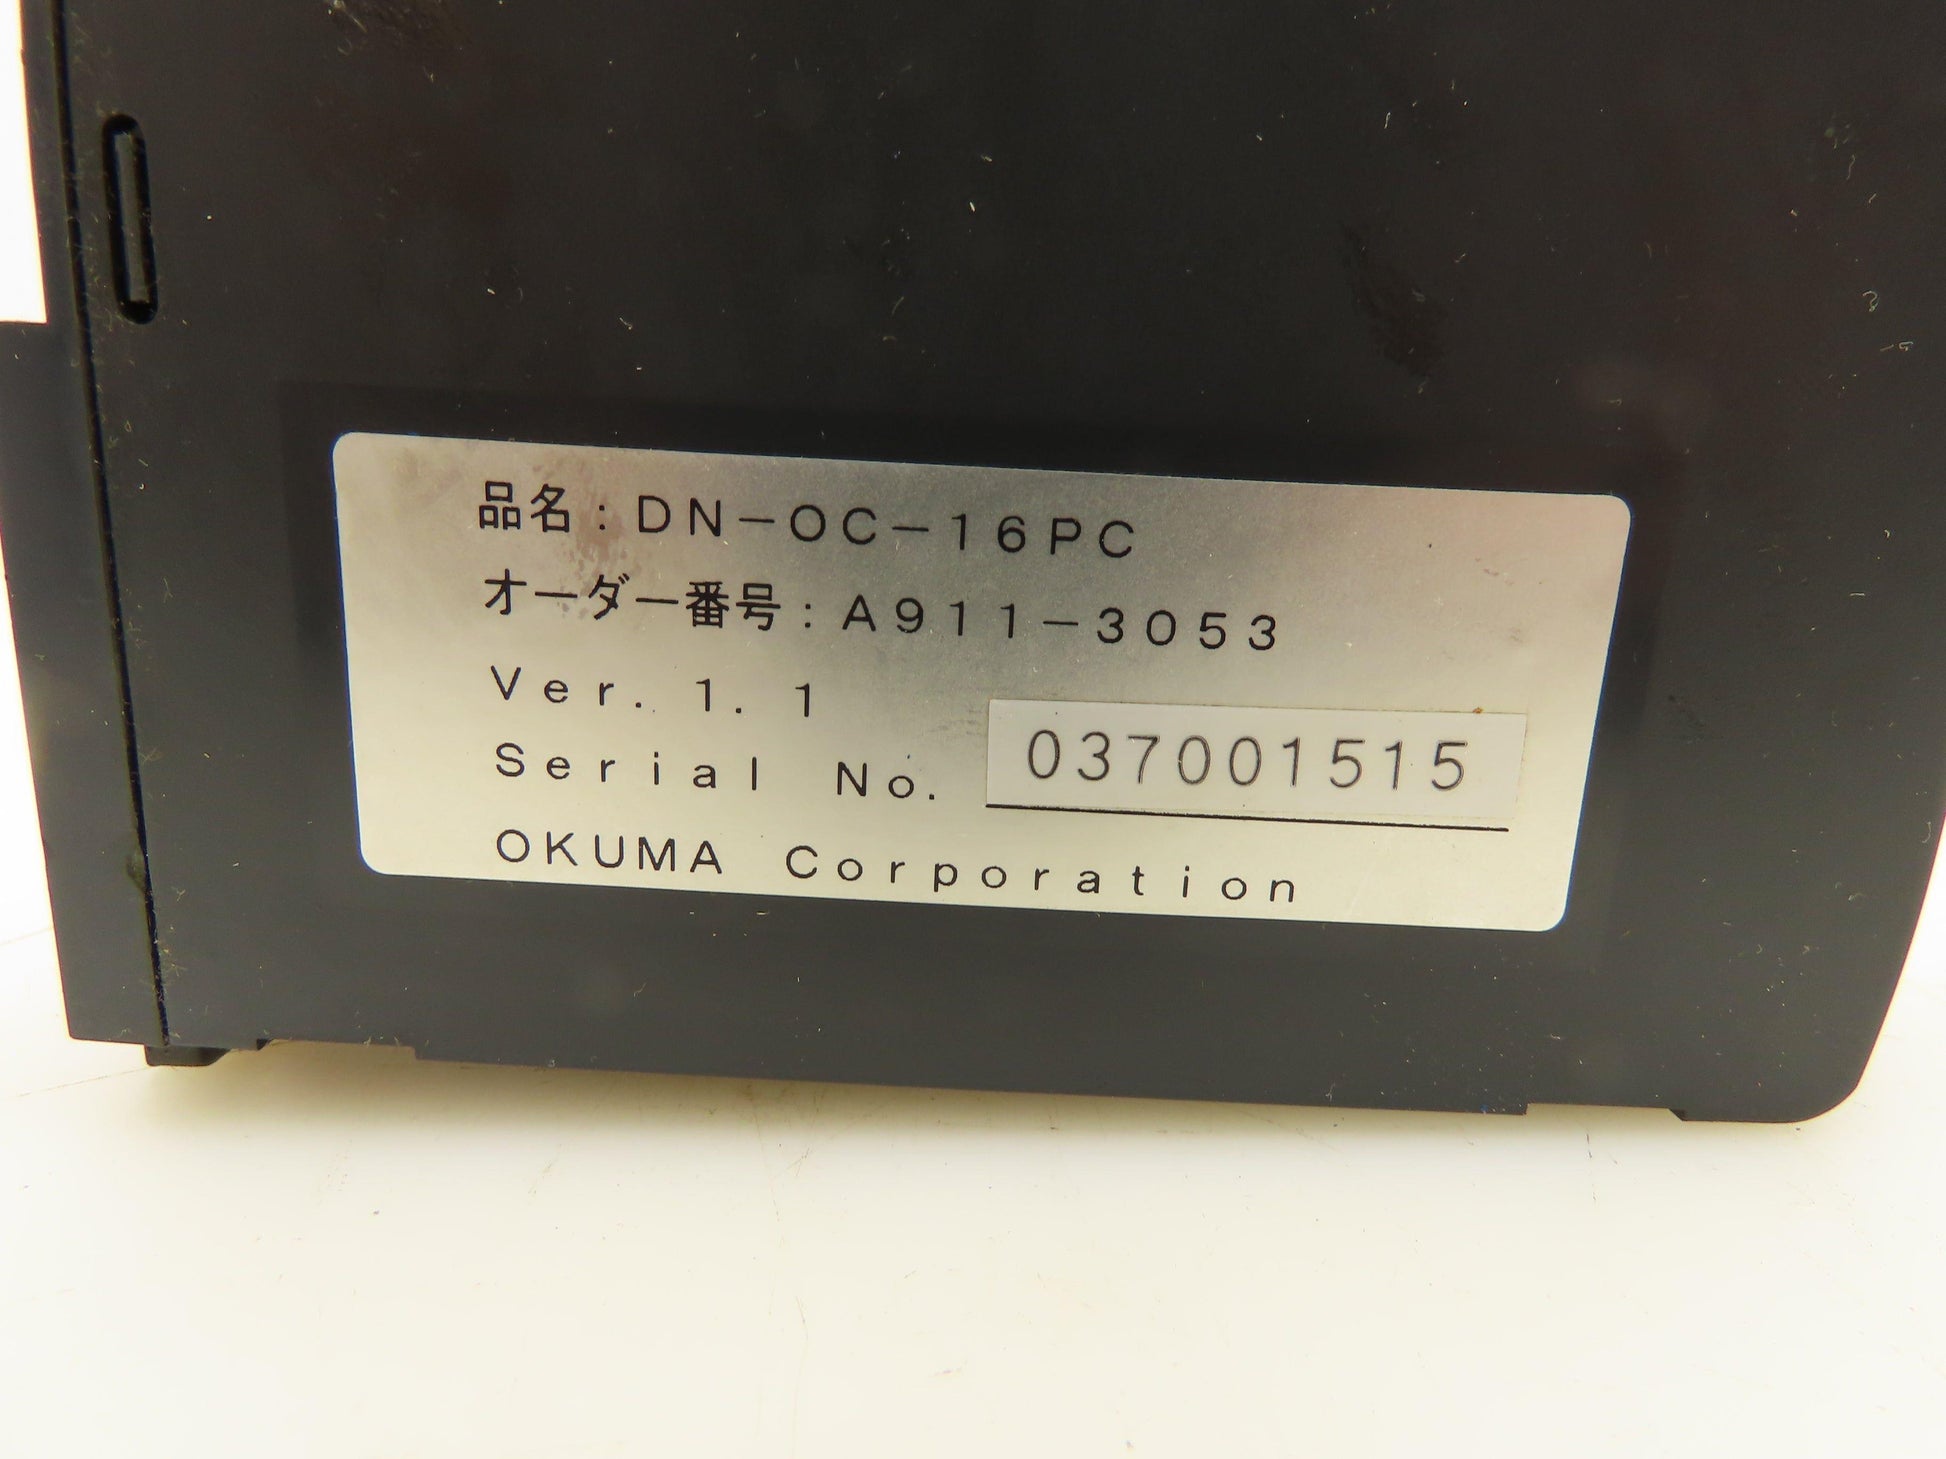 品名：DN-OC-16PC
オーダー番号：A911-3053
Ver. 1. 1
Serial No. 037001515
OKUMA Corporation